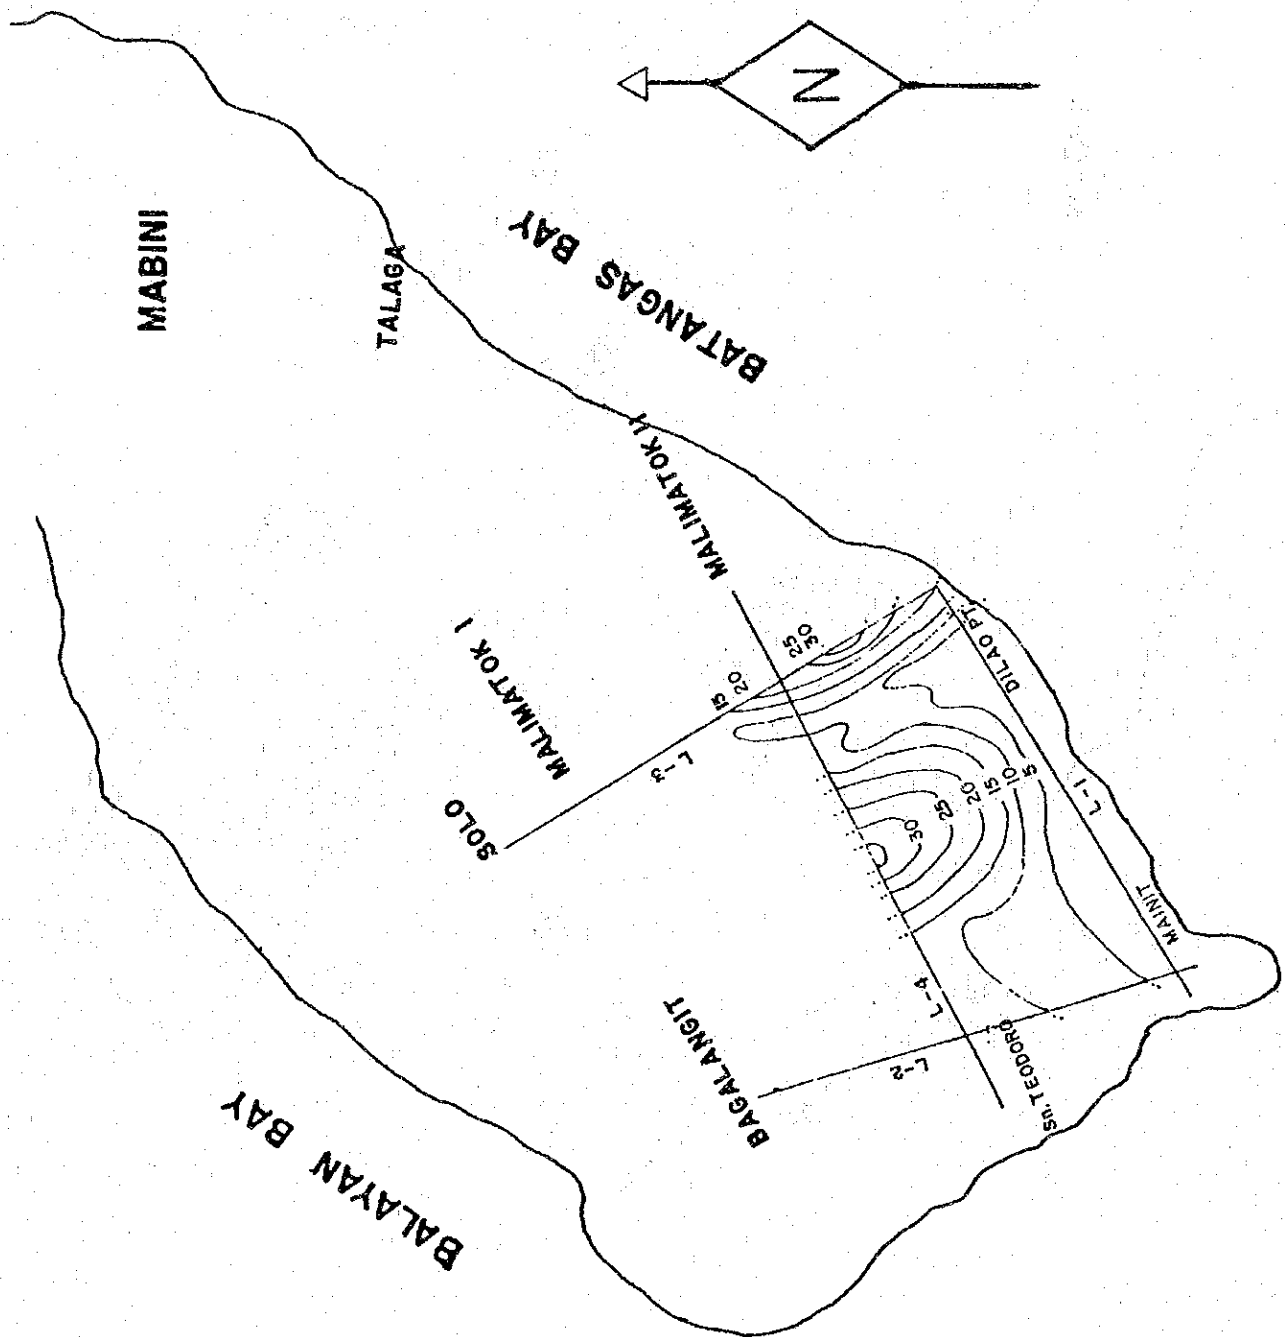 N
MABINI
TALAGA
BATANGAS BAY
MALIMATOK II
MALIMATOK I
SOLO
L-3
15
20
25
30
DILAO PT.
30
25
20
15
10
5
L-1
MAINIT
L-4
BAGALANGIT
L-2
Sn. TEODORO
BALAYAN BAY